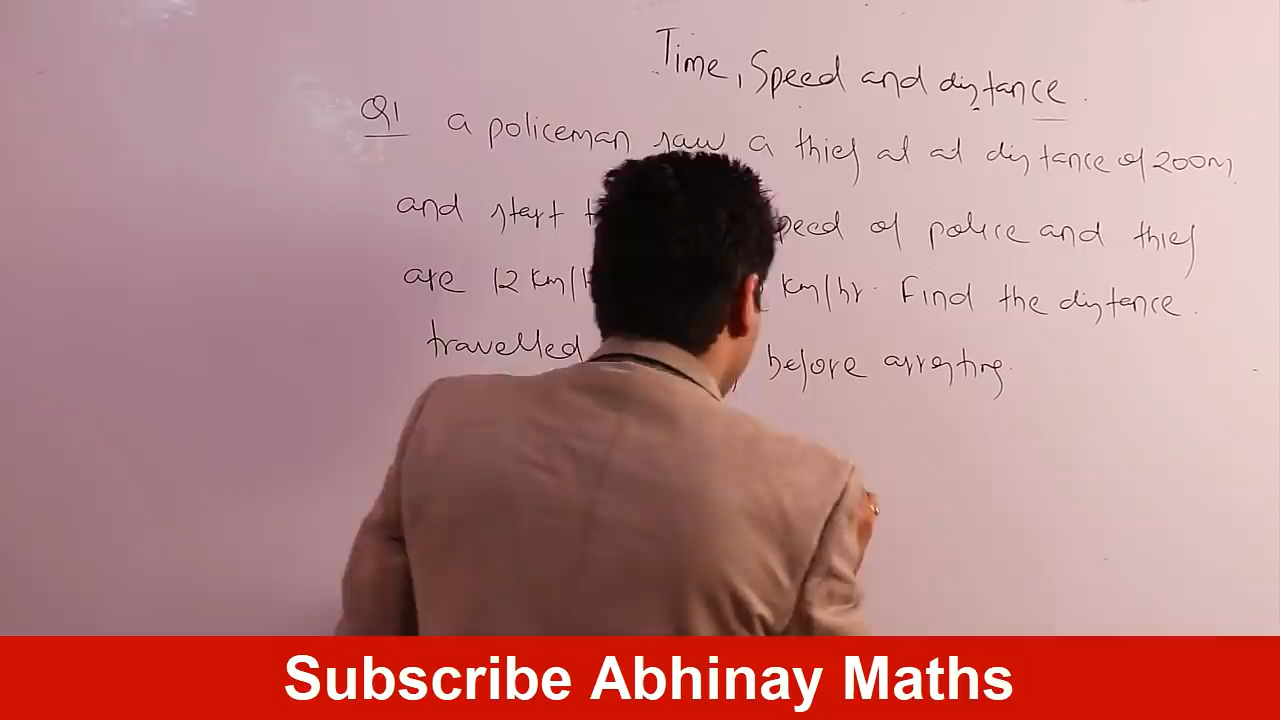 Time, Speed and distance.
Q1 a policeman saw a thief at at distance of 200m
and start speed of police and thief
are 12 km/h km/hr. Find the distance.
travelled before arresting.
Subscribe Abhinay Maths